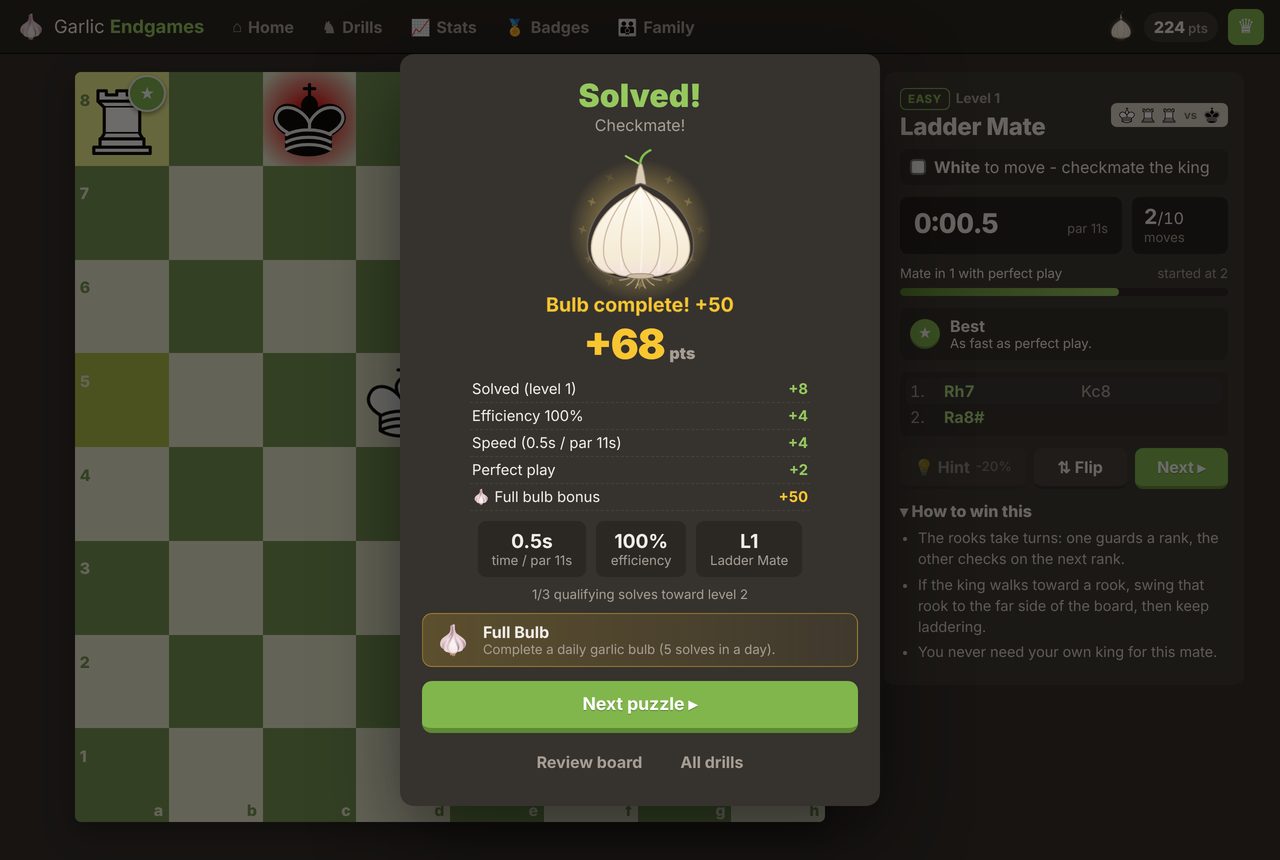 Garlic Endgames
Home
Drills
Stats
Badges
Family
224 pts
8
7
6
5
4
3
2
1
a
b
c
d
e
f
g
h
Solved!
Checkmate!
Bulb complete! +50
+68 pts
Solved (level 1) +8
Efficiency 100% +4
Speed (0.5s / par 11s) +4
Perfect play +2
Full bulb bonus +50
0.5s
time / par 11s
100%
efficiency
L1
Ladder Mate
1/3 qualifying solves toward level 2
Full Bulb
Complete a daily garlic bulb (5 solves in a day).
Next puzzle ▸
Review board
All drills
EASY Level 1
Ladder Mate
vs
White to move - checkmate the king
0:00.5
par 11s
2/10
moves
Mate in 1 with perfect play
started at 2
Best
As fast as perfect play.
1. Rh7 Kc8
2. Ra8#
Hint -20%
Flip
Next ▸
▾ How to win this
• The rooks take turns: one guards a rank, the
other checks on the next rank.
• If the king walks toward a rook, swing that
rook to the far side of the board, then keep
laddering.
• You never need your own king for this mate.